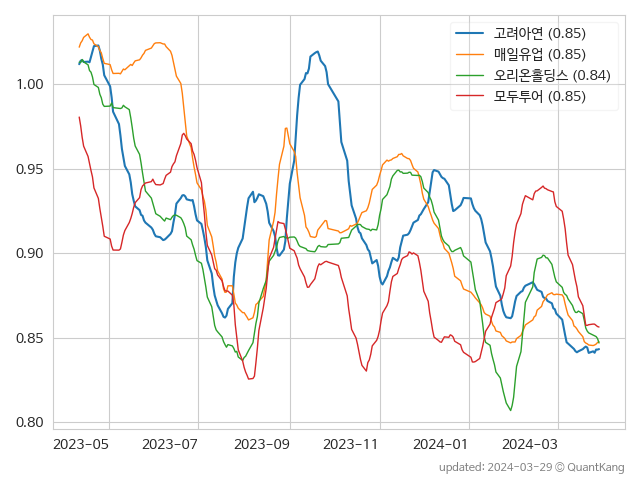 고려아연 (0.85)
매일유업 (0.85)
오리온홀딩스 (0.84)
모두투어 (0.85)
1.00
0.95
0.90
0.85
0.80
2023-05 2023-07 2023-09 2023-11 2024-01 2024-03
updated: 2024-03-29 © QuantKang